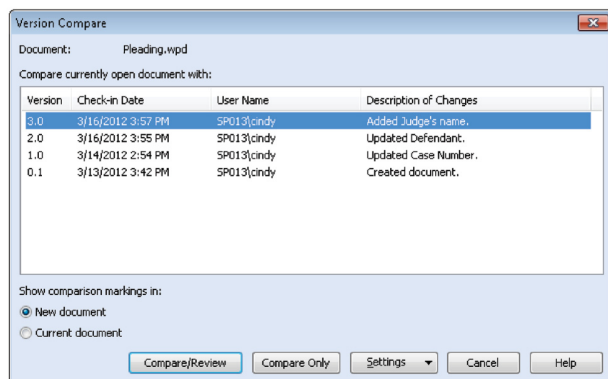 Version Compare
Document: Pleading.wpd
Compare currently open document with:
Version Check-in Date User Name Description of Changes
3.0 3/16/2012 3:57 PM SP013\cindy Added Judge's name.
2.0 3/16/2012 3:55 PM SP013\cindy Updated Defendant.
1.0 3/14/2012 2:54 PM SP013\cindy Updated Case Number.
0.1 3/13/2012 3:42 PM SP013\cindy Created document.
Show comparison markings in:
New document
Current document
Compare/Review Compare Only Settings Cancel Help